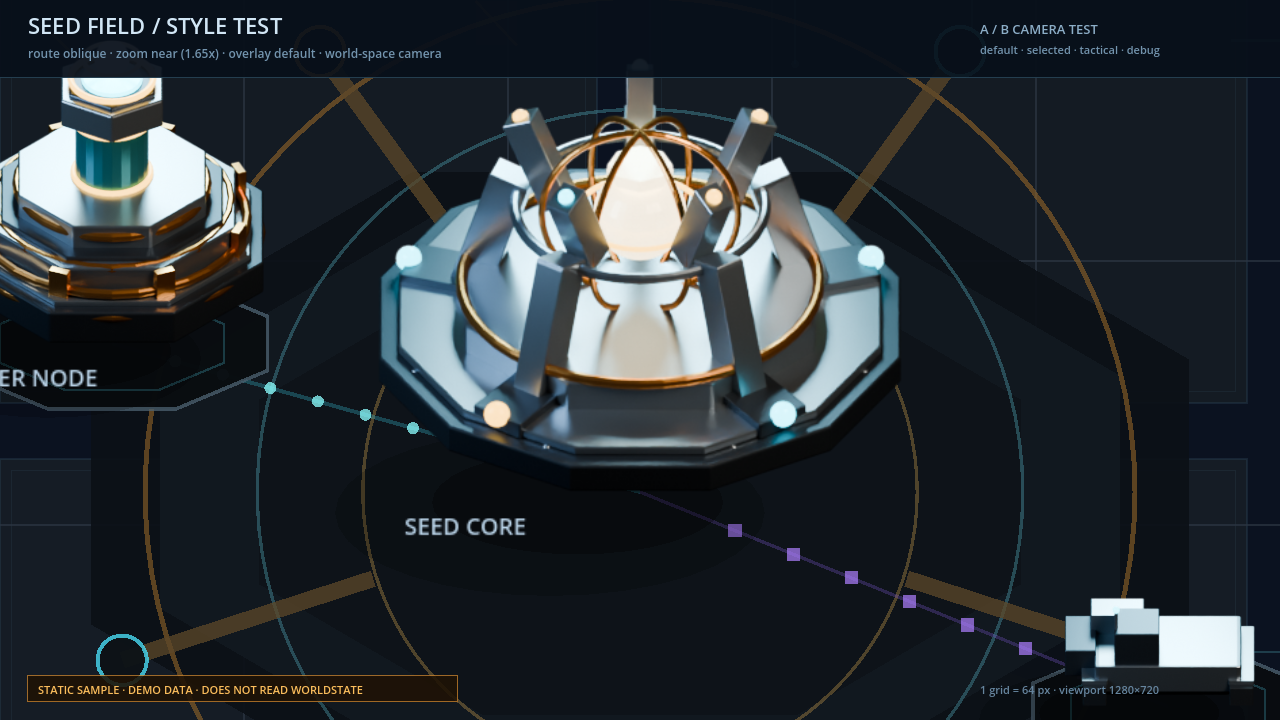 SEED FIELD / STYLE TEST
route oblique · zoom near (1.65x) · overlay default · world-space camera
A / B CAMERA TEST
default · selected · tactical · debug
ER NODE
SEED CORE
STATIC SAMPLE · DEMO DATA · DOES NOT READ WORLDSTATE
1 grid = 64 px · viewport 1280×720